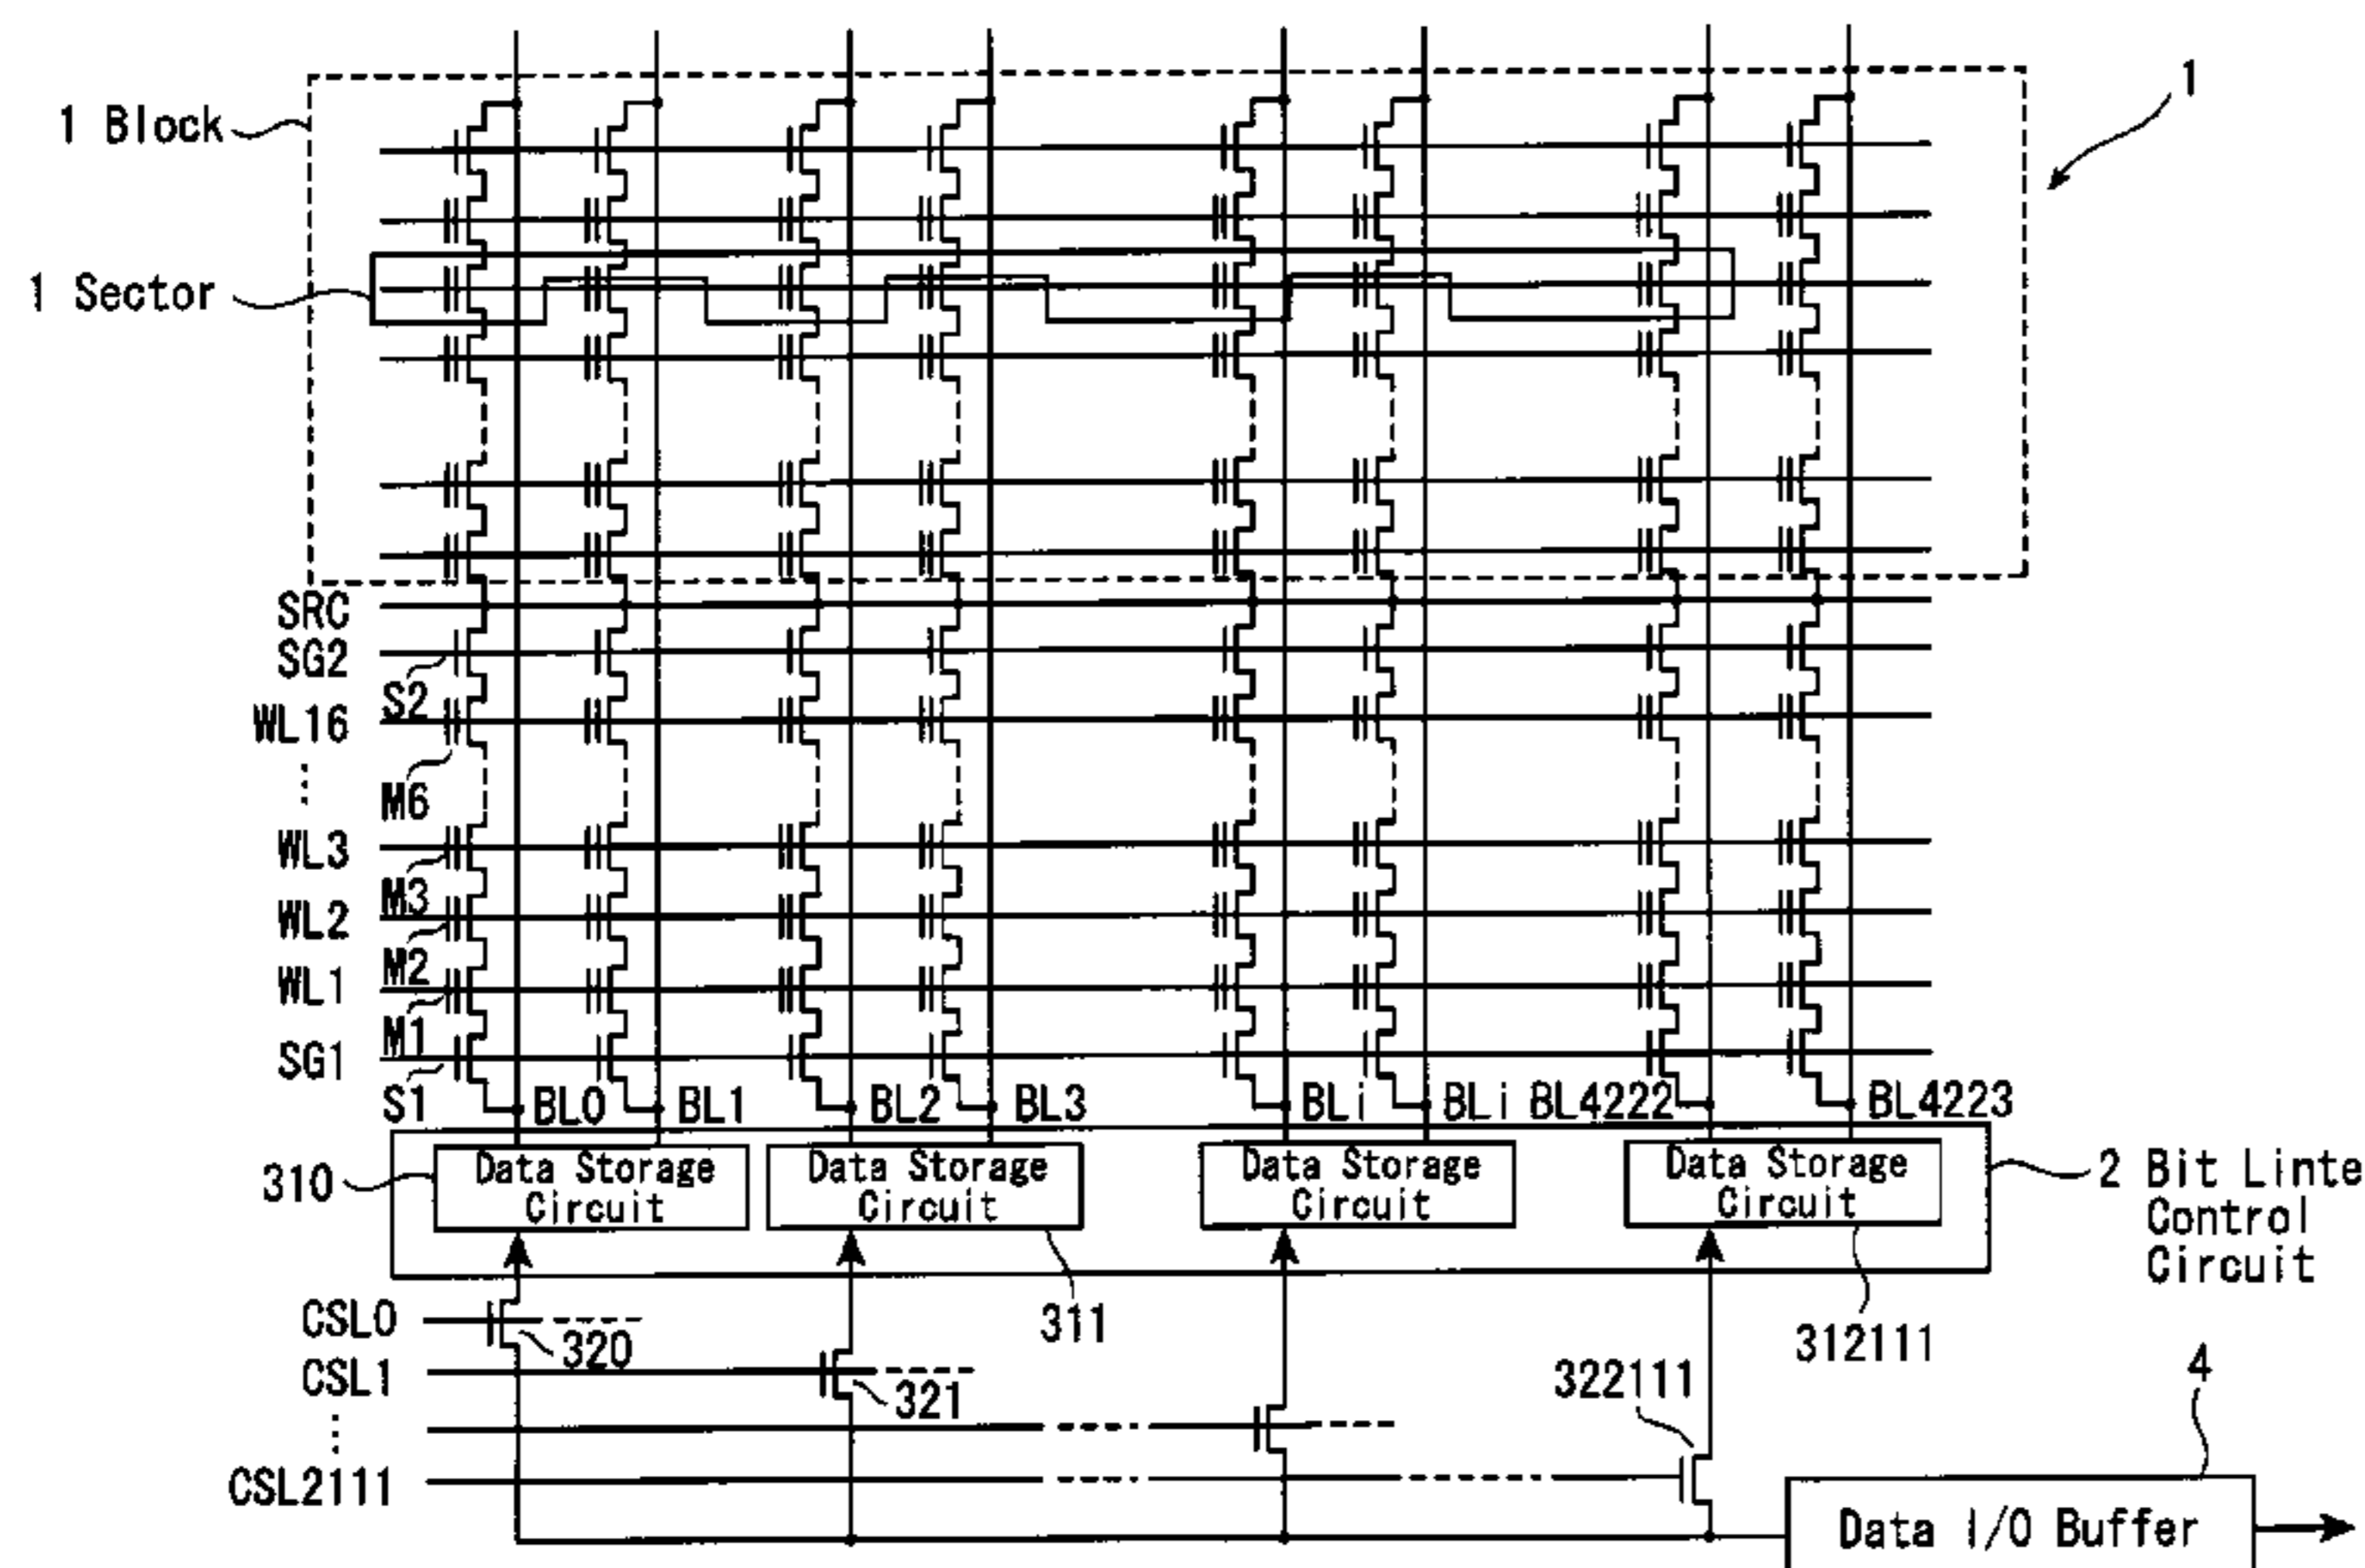 1
1 Block
1 Sector
SRC
SG2
S2
WL16
M6
WL3
M3
WL2
M2
WL1
M1
SG1
S1
BL0
BL1
BL2
BL3
BLi
BLi
BL4222
BL4223
310
Data Storage
Circuit
Data Storage
Circuit
Data Storage
Circuit
Data Storage
Circuit
2 Bit Linte
Control
Circuit
311
312111
CSL0
320
CSL1
321
322111
4
CSL2111
Data I/O Buffer